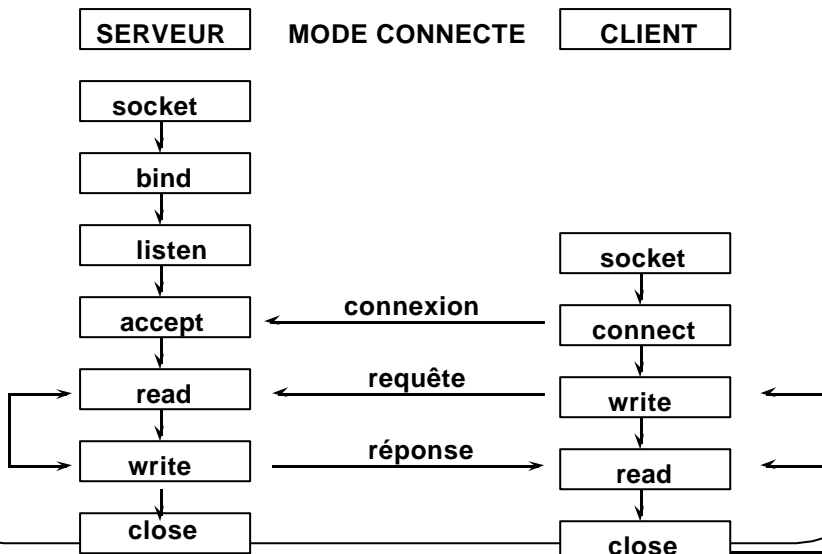 SERVEUR MODE CONNECTE CLIENT
socket
bind
listen
socket
connexion
accept
connect
requête
read
write
réponse
write
read
close
close